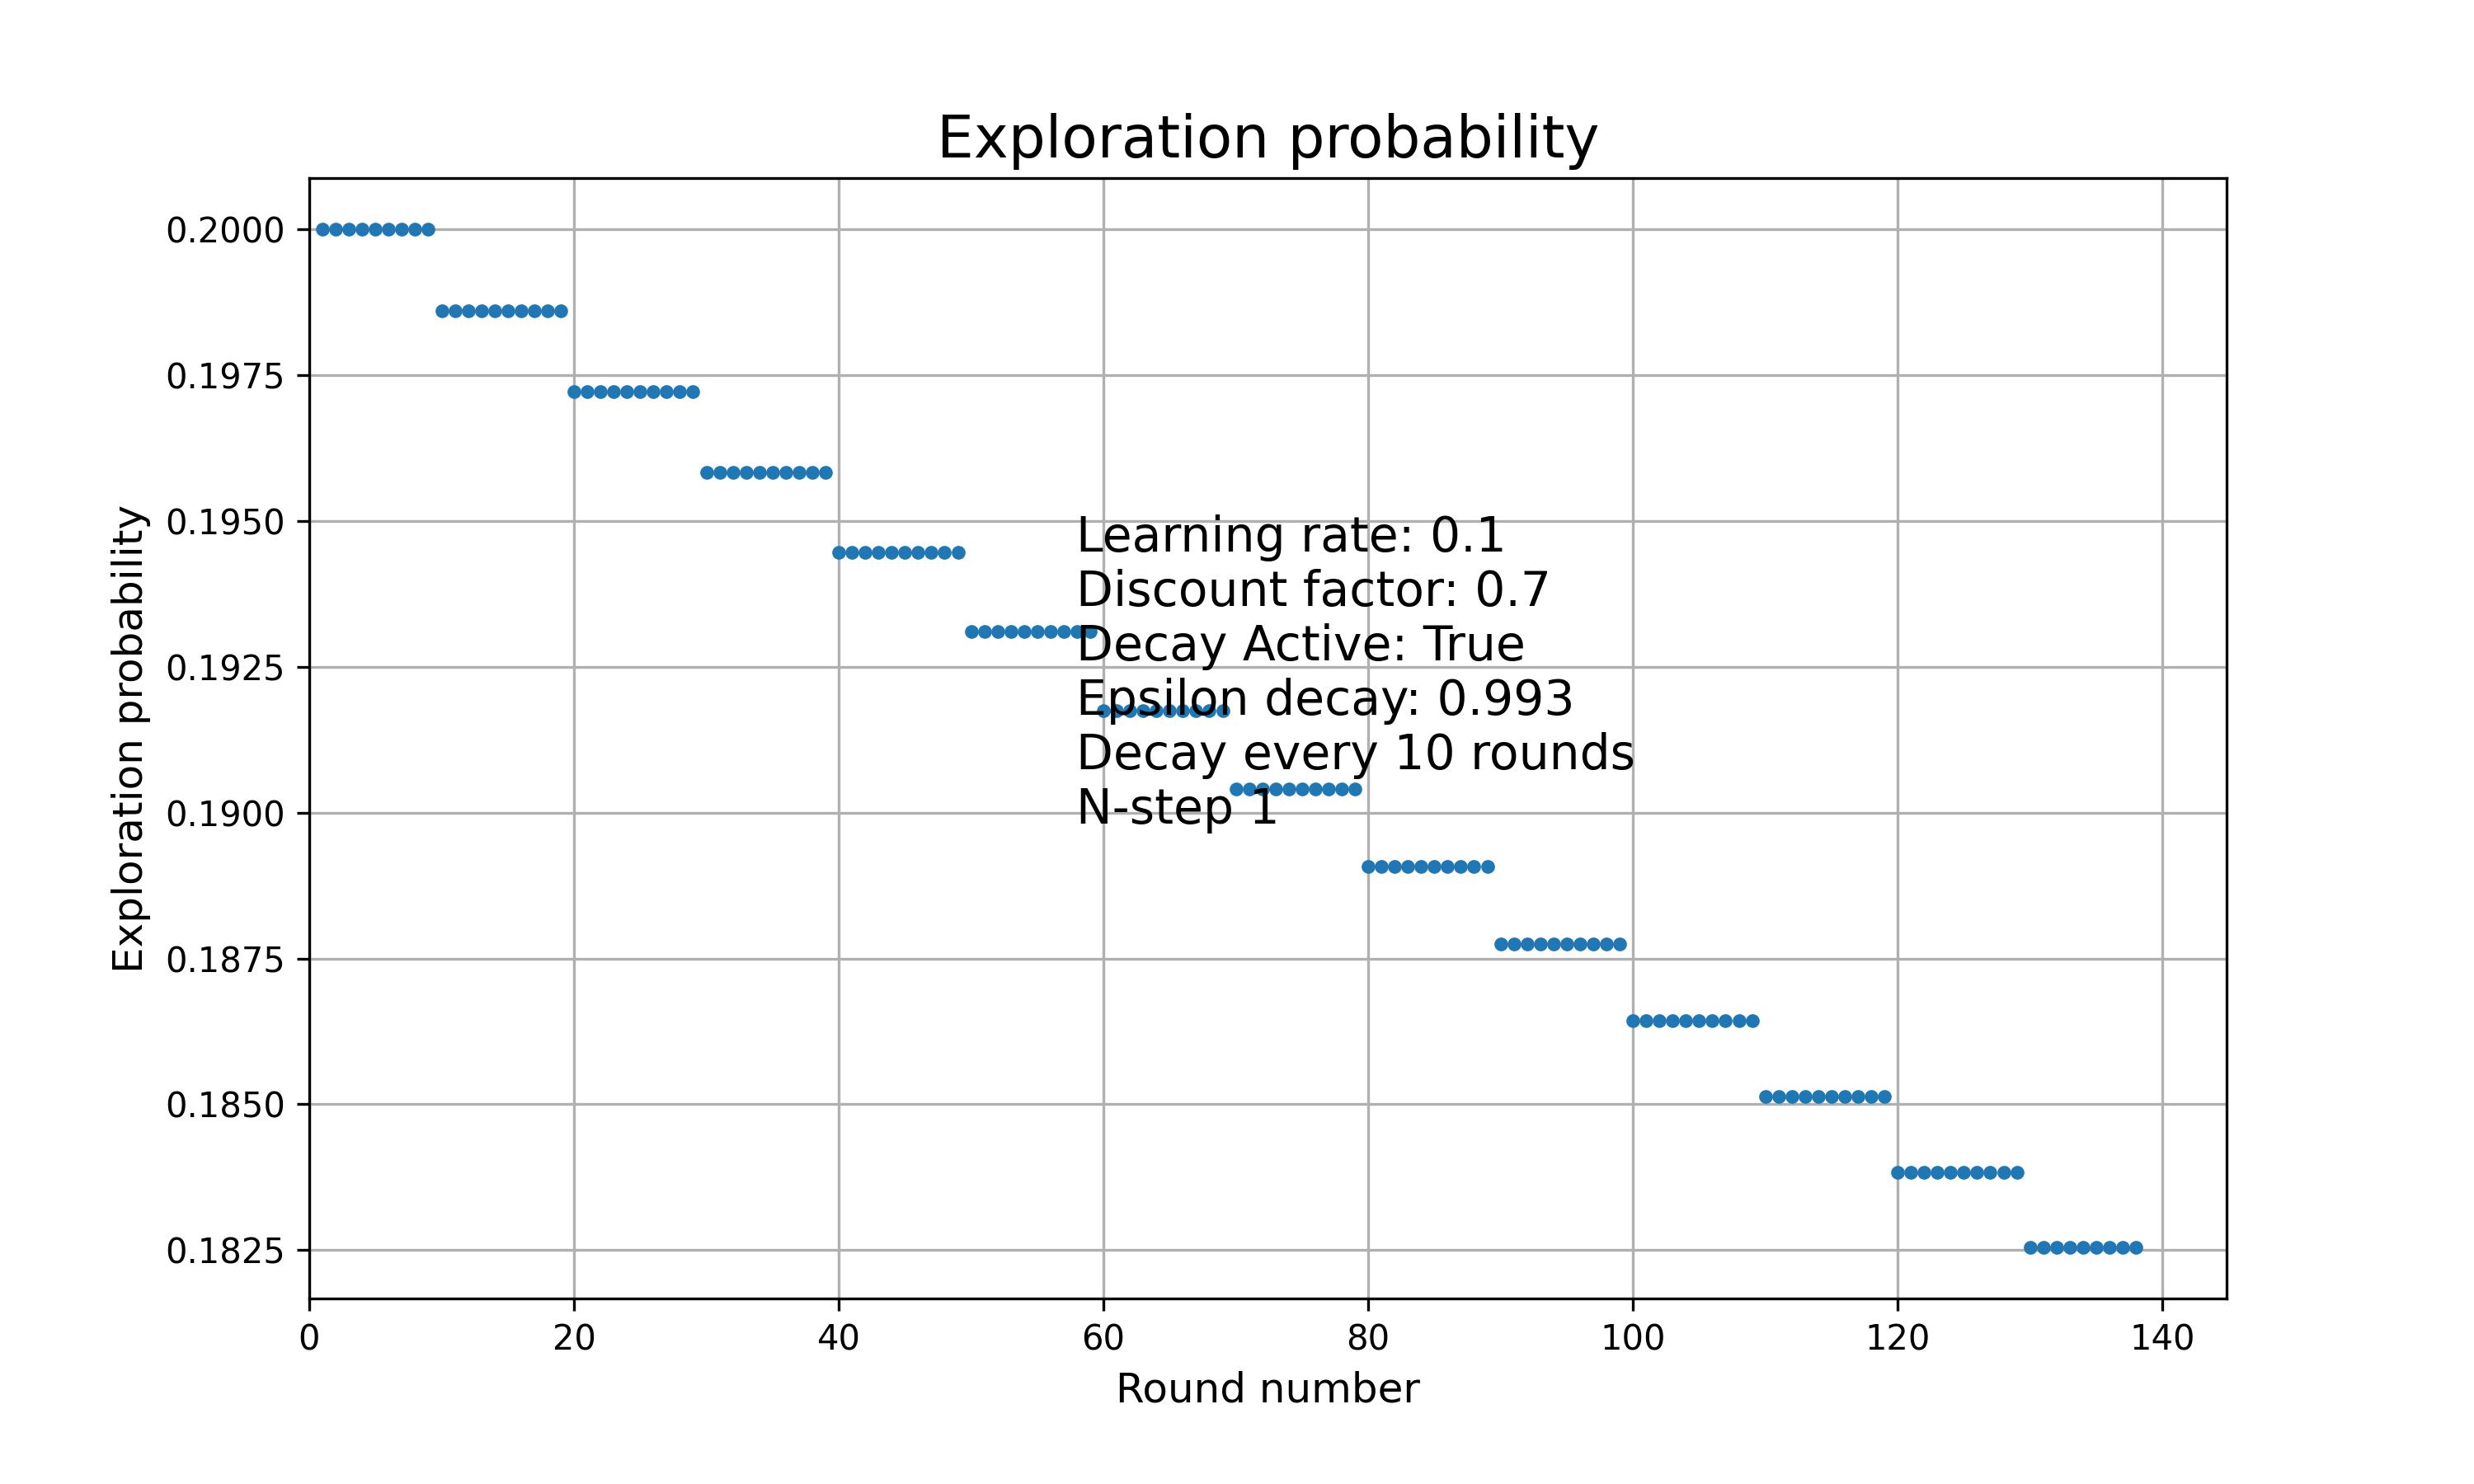 Exploration probability
Exploration probability
0.2000
0.1975
0.1950
0.1925
0.1900
0.1875
0.1850
0.1825
Learning rate: 0.1
Discount factor: 0.7
Decay Active: True
Epsilon decay: 0.993
Decay every 10 rounds
N-step 1
0 20 40 60 80 100 120 140
Round number